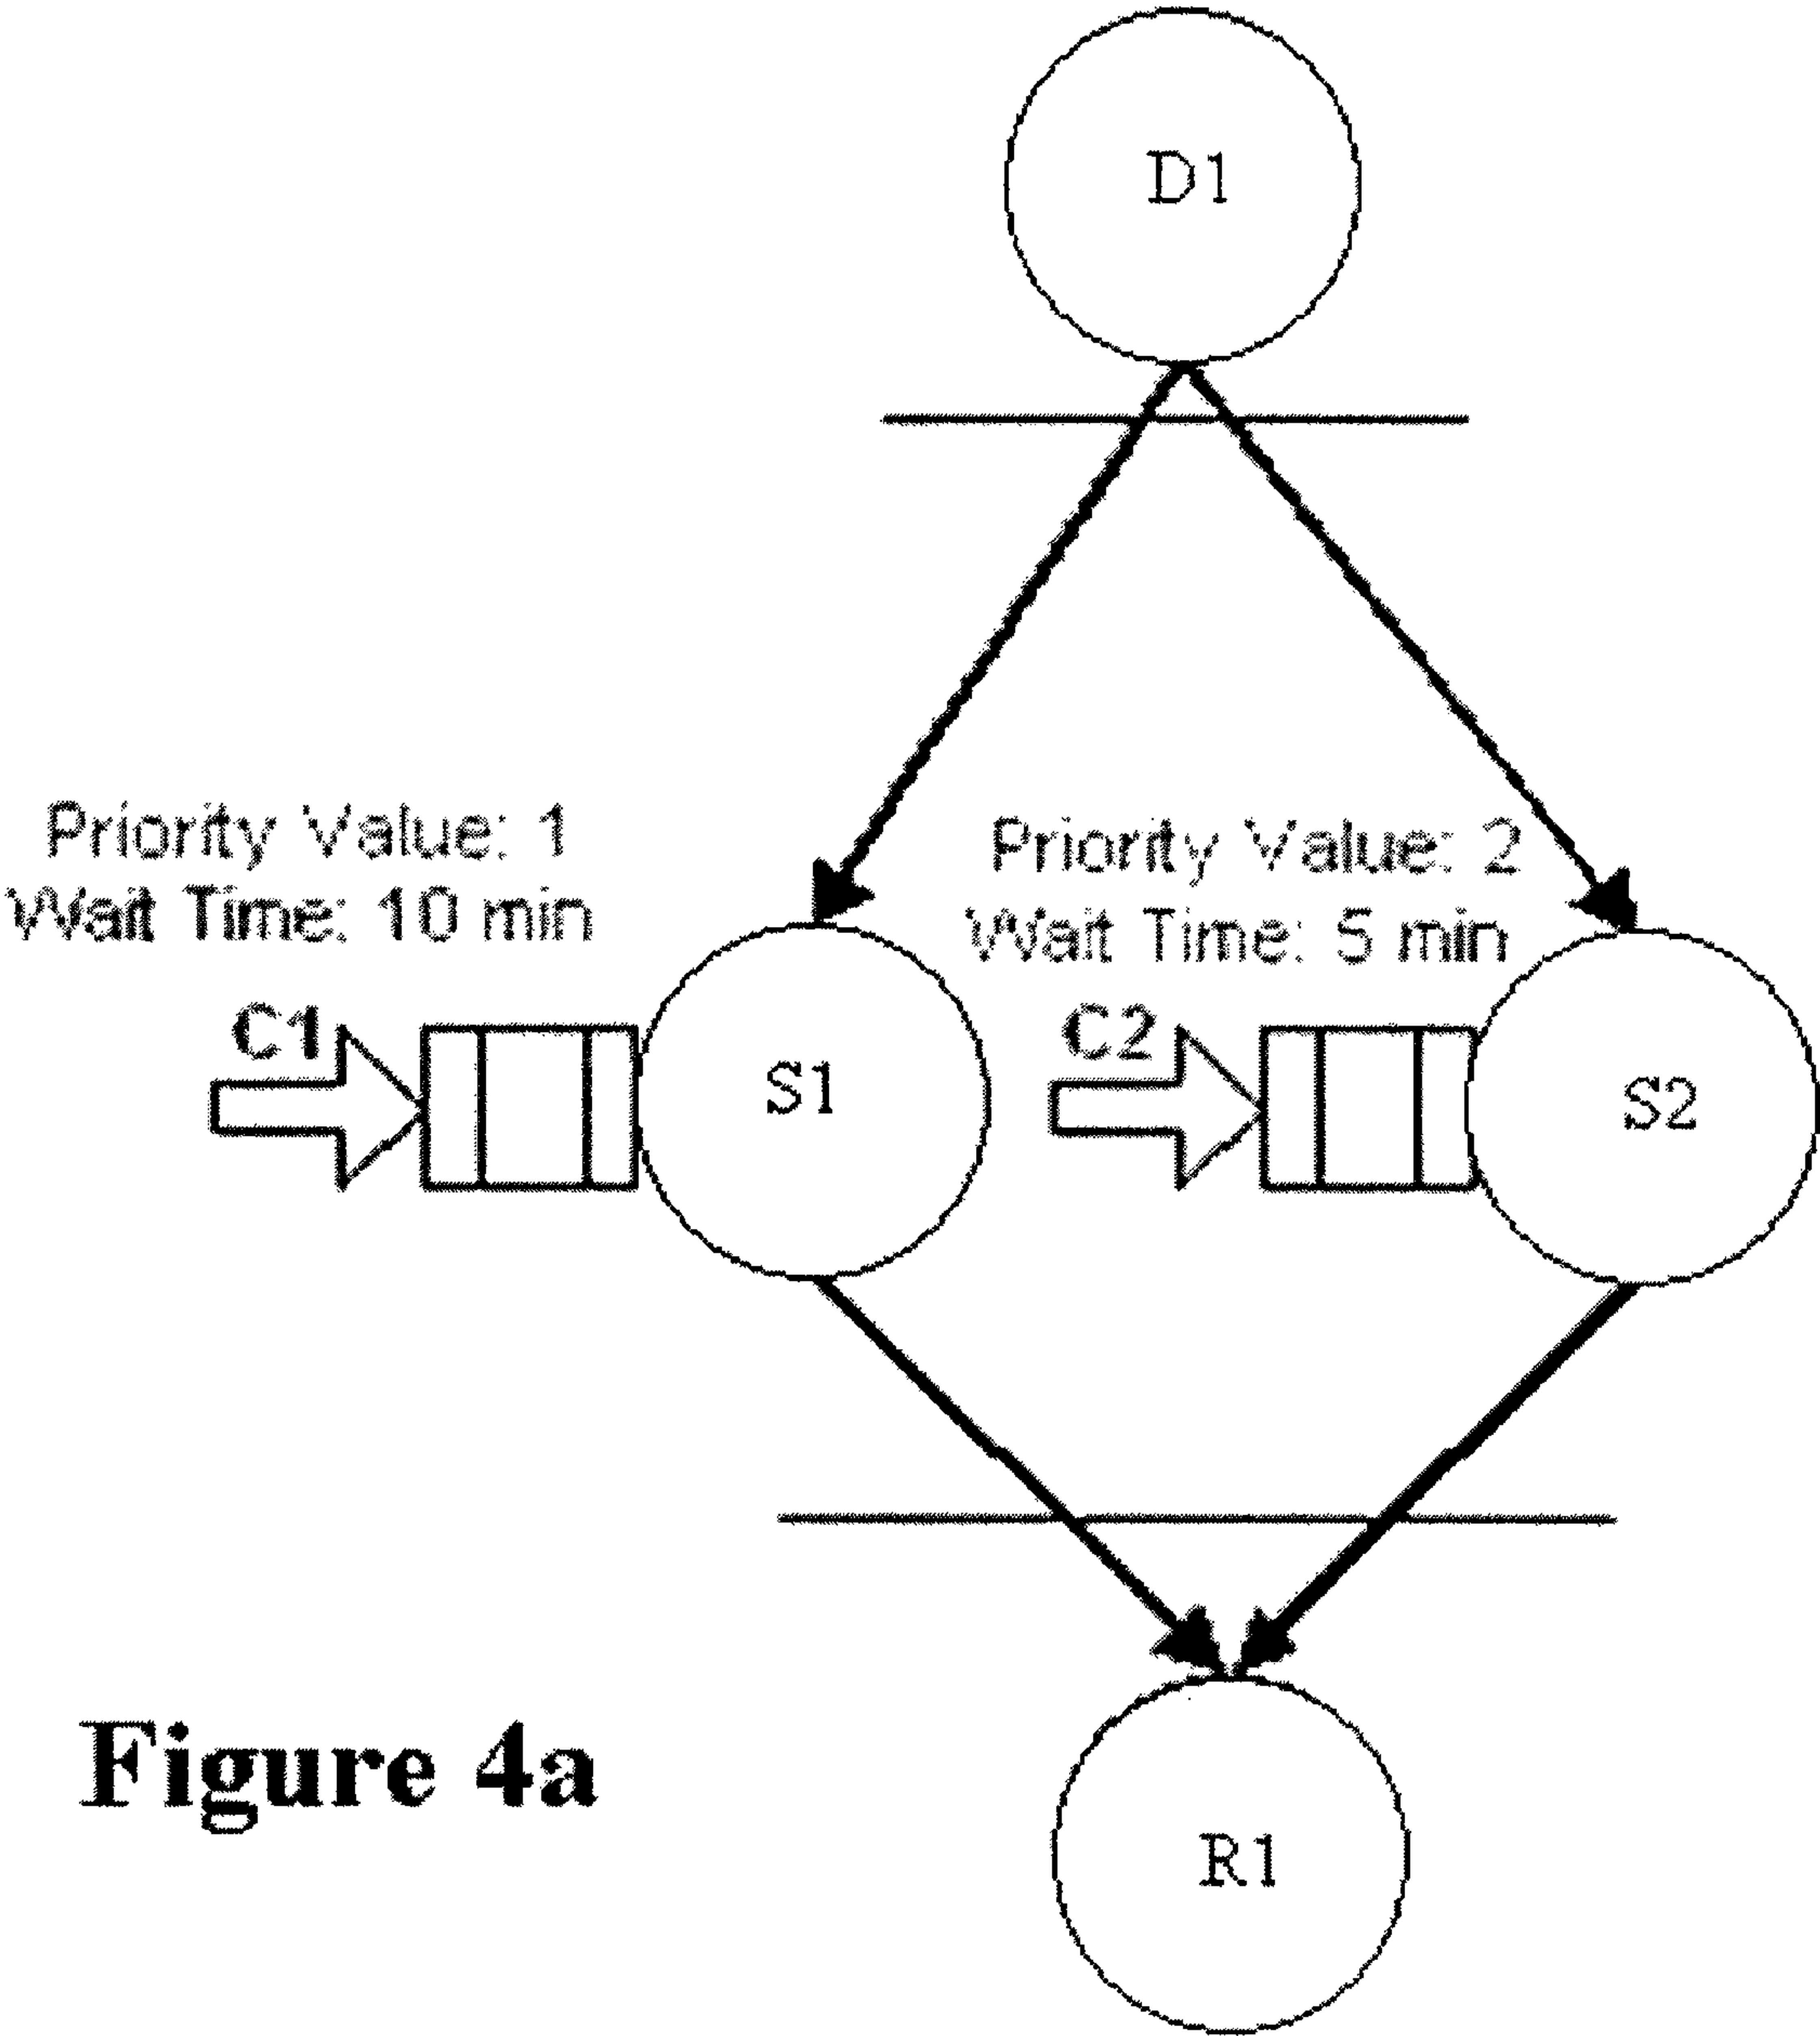 D1
Priority Value: 1
Wait Time: 10 min
Priority Value: 2
Wait Time: 5 min
C1
S1
C2
S2
Figure 4a
R1